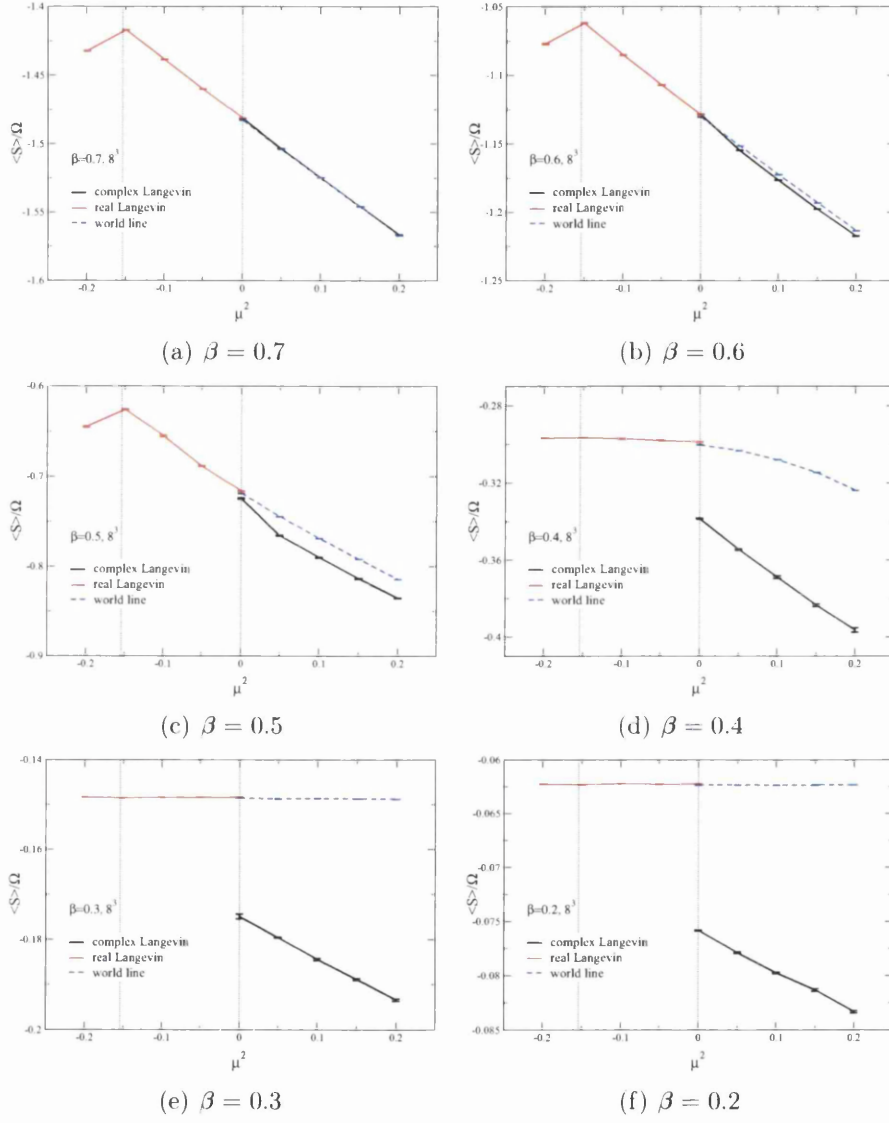 -1.4
-1.45
-1.5
-1.55
-1.6
<S>/Ω
β=0.7, 8³
complex Langevin
real Langevin
world line
-0.2 -0.1 0 0.1 0.2
μ²
(a) β = 0.7
-1.05
-1.1
-1.15
-1.2
-1.25
<S>/Ω
β=0.6, 8³
complex Langevin
real Langevin
world line
-0.2 -0.1 0 0.1 0.2
μ²
(b) β = 0.6
-0.6
-0.7
-0.8
-0.9
<S>/Ω
β=0.5, 8³
complex Langevin
real Langevin
world line
-0.2 -0.1 0 0.1 0.2
μ²
(c) β = 0.5
-0.28
-0.32
-0.36
-0.4
<S>/Ω
β=0.4, 8³
complex Langevin
real Langevin
world line
-0.2 -0.1 0 0.1 0.2
μ²
(d) β = 0.4
-0.14
-0.16
-0.18
-0.2
<S>/Ω
β=0.3, 8³
complex Langevin
real Langevin
world line
-0.2 -0.1 0 0.1 0.2
μ²
(e) β = 0.3
-0.06
-0.065
-0.07
-0.075
-0.08
-0.085
<S>/Ω
β=0.2, 8³
complex Langevin
real Langevin
world line
-0.2 -0.1 0 0.1 0.2
μ²
(f) β = 0.2